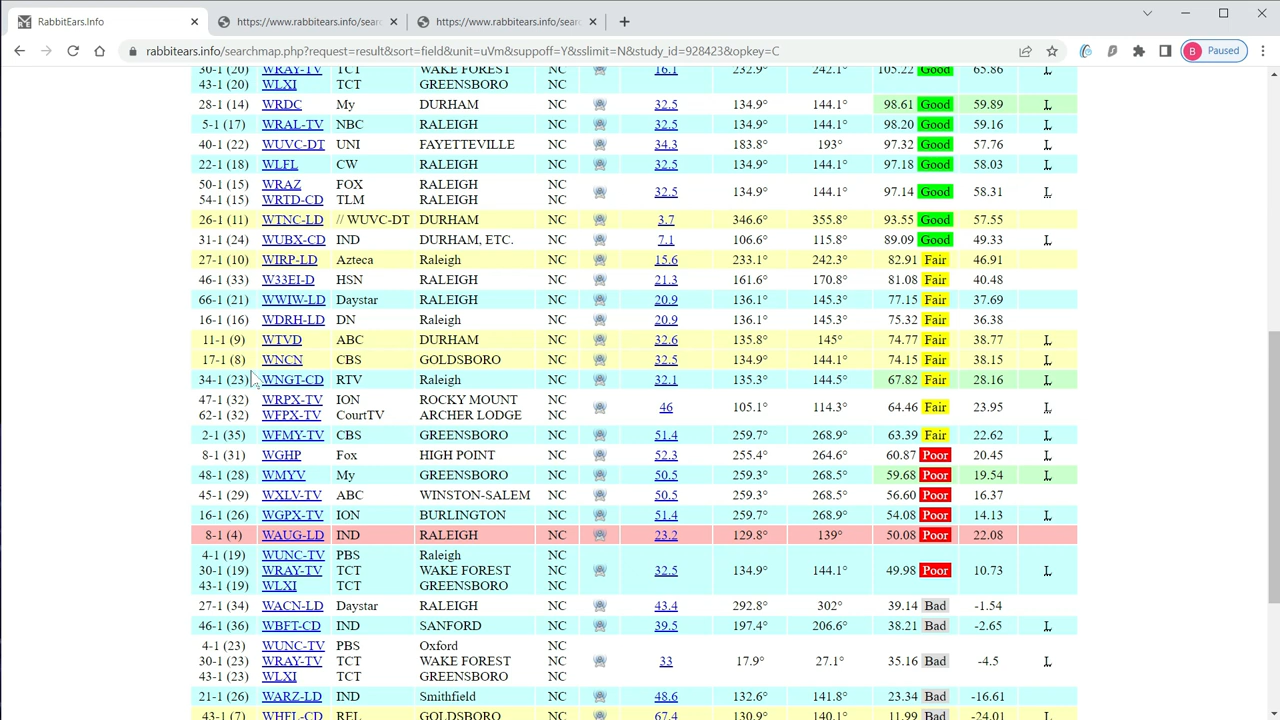 RabbitEars.Info
https://www.rabbitears.info/sear
https://www.rabbitears.info/sear
rabbitears.info/searchmap.php?request=result&sort=field&unit=uVm&suppoff=Y&sslimit=N&study_id=928423&opkey=C
B Paused
30-1 (20) WRAY-TV TCT WAKE FOREST NC 16.1 232.9° 242.1° 105.22 Good 65.86 L
43-1 (20) WLXI TCT GREENSBORO NC
28-1 (14) WRDC My DURHAM NC 32.5 134.9° 144.1° 98.61 Good 59.89 L
5-1 (17) WRAL-TV NBC RALEIGH NC 32.5 134.9° 144.1° 98.20 Good 59.16 L
40-1 (22) WUVC-DT UNI FAYETTEVILLE NC 34.3 183.8° 193° 97.32 Good 57.76 L
22-1 (18) WLFL CW RALEIGH NC 32.5 134.9° 144.1° 97.18 Good 58.03 L
50-1 (15) WRAZ FOX RALEIGH NC 32.5 134.9° 144.1° 97.14 Good 58.31 L
54-1 (15) WRTD-CD TLM RALEIGH NC
26-1 (11) WTNC-LD // WUVC-DT DURHAM NC 3.7 346.6° 355.8° 93.55 Good 57.55
31-1 (24) WUBX-CD IND DURHAM, ETC. NC 7.1 106.6° 115.8° 89.09 Good 49.33 L
27-1 (10) WIRP-LD Azteca Raleigh NC 15.6 233.1° 242.3° 82.91 Fair 46.91
46-1 (33) W33EI-D HSN RALEIGH NC 21.3 161.6° 170.8° 81.08 Fair 40.48
66-1 (21) WWIW-LD Daystar RALEIGH NC 20.9 136.1° 145.3° 77.15 Fair 37.69
16-1 (16) WDRH-LD DN Raleigh NC 20.9 136.1° 145.3° 75.32 Fair 36.38
11-1 (9) WTVD ABC DURHAM NC 32.6 135.8° 145° 74.77 Fair 38.77 L
17-1 (8) WNCN CBS GOLDSBORO NC 32.5 134.9° 144.1° 74.15 Fair 38.15 L
34-1 (23) WNGT-CD RTV Raleigh NC 32.1 135.3° 144.5° 67.82 Fair 28.16 L
47-1 (32) WRPX-TV ION ROCKY MOUNT NC 46 105.1° 114.3° 64.46 Fair 23.95 L
62-1 (32) WFPX-TV CourtTV ARCHER LODGE NC
2-1 (35) WFMY-TV CBS GREENSBORO NC 51.4 259.7° 268.9° 63.39 Fair 22.62 L
8-1 (31) WGHP Fox HIGH POINT NC 52.3 255.4° 264.6° 60.87 Poor 20.45 L
48-1 (28) WMYV My GREENSBORO NC 50.5 259.3° 268.5° 59.68 Poor 19.54 L
45-1 (29) WXLV-TV ABC WINSTON-SALEM NC 50.5 259.3° 268.5° 56.60 Poor 16.37
16-1 (26) WGPX-TV ION BURLINGTON NC 51.4 259.7° 268.9° 54.08 Poor 14.13 L
8-1 (4) WAUG-LD IND RALEIGH NC 23.2 129.8° 139° 50.08 Poor 22.08
4-1 (19) WUNC-TV PBS Raleigh NC
30-1 (19) WRAY-TV TCT WAKE FOREST NC 32.5 134.9° 144.1° 49.98 Poor 10.73 L
43-1 (19) WLXI TCT GREENSBORO NC
27-1 (34) WACN-LD Daystar RALEIGH NC 43.4 292.8° 302° 39.14 Bad -1.54
46-1 (36) WBFT-CD IND SANFORD NC 39.5 197.4° 206.6° 38.21 Bad -2.65 L
4-1 (23) WUNC-TV PBS Oxford NC
30-1 (23) WRAY-TV TCT WAKE FOREST NC 33 17.9° 27.1° 35.16 Bad -4.5 L
43-1 (23) WLXI TCT GREENSBORO NC
21-1 (26) WARZ-LD IND Smithfield NC 48.6 132.6° 141.8° 23.34 Bad -16.61
43-1 (7) WHFL-CD REL GOLDSBORO NC 67.4 130.9° 140.1° 11.99 Bad -24.01 L